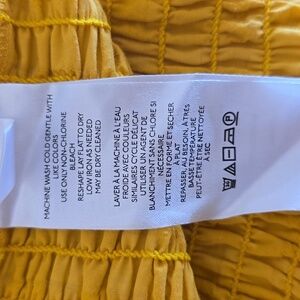 MACHINE WASH COLD GENTLE WITH
LIKE COLORS
USE ONLY NON-CHLORINE
BLEACH
RESHAPE LAY FLAT TO DRY
LOW IRON AS NEEDED
MAY BE DRY CLEANED
LAVER À LA MACHINE À L'EAU
FROIDE AVEC COULEURS
SIMILAIRES CYCLE DÉLICAT
UTILISER UN AGENT DE
BLANCHIMENT SANS CHLORE SI
NÉCESSAIRE
METTRE EN FORME ET SÉCHER
À PLAT
REPASSER, AU BESOIN, À TRÈS
BASSE TEMPÉRATURE
PEUT-ÊTRE ÊTRE NETTOYÉE
À SEC